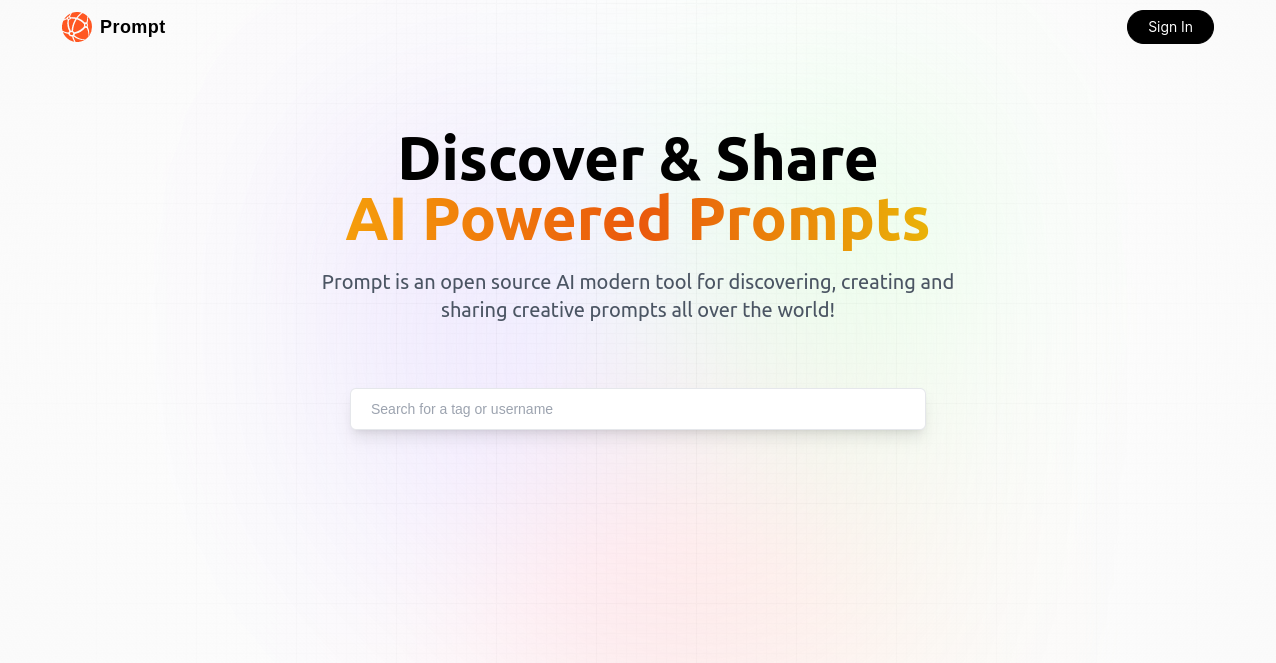 Prompt
Sign In
Discover & Share
AI Powered Prompts
Prompt is an open source AI modern tool for discovering, creating and
sharing creative prompts all over the world!
Search for a tag or username